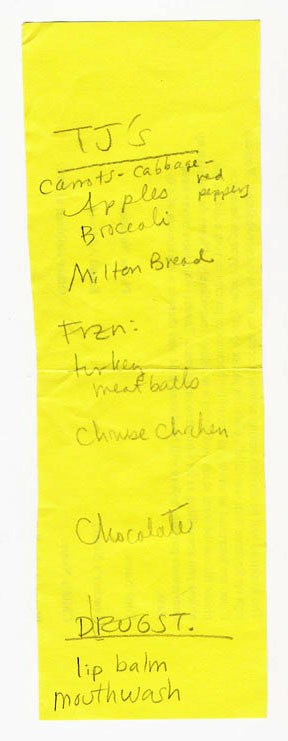 TJ's
Carrots - Cabbage - red peppers
Apples
Broccoli
Milton Bread
Frzn:
turkey
meatballs
Chinese Chicken
Chocolate
DRUGST.
lip balm
mouthwash